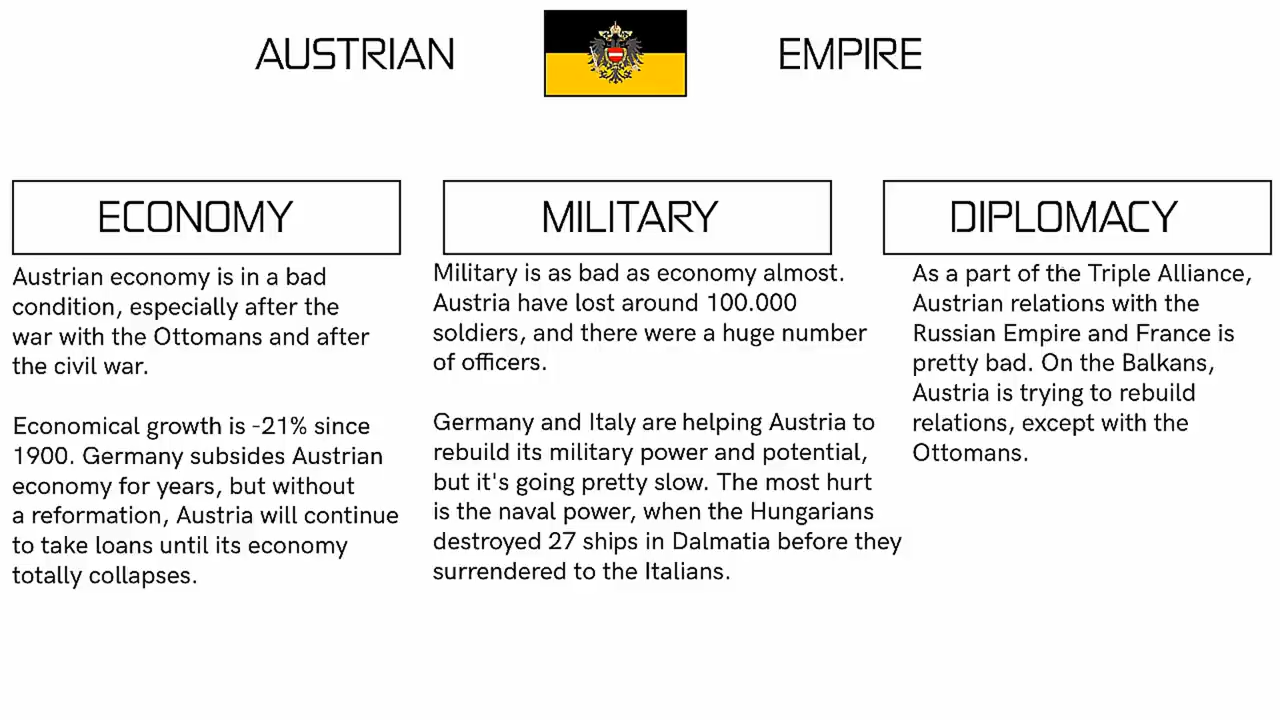 AUSTRIAN EMPIRE
ECONOMY
Austrian economy is in a bad
condition, especially after the
war with the Ottomans and after
the civil war.
Economical growth is -21% since
1900. Germany subsides Austrian
economy for years, but without
a reformation, Austria will continue
to take loans until its economy
totally collapses.
MILITARY
Military is as bad as economy almost.
Austria have lost around 100.000
soldiers, and there were a huge number
of officers.
Germany and Italy are helping Austria to
rebuild its military power and potential,
but it's going pretty slow. The most hurt
is the naval power, when the Hungarians
destroyed 27 ships in Dalmatia before they
surrendered to the Italians.
DIPLOMACY
As a part of the Triple Alliance,
Austrian relations with the
Russian Empire and France is
pretty bad. On the Balkans,
Austria is trying to rebuild
relations, except with the
Ottomans.